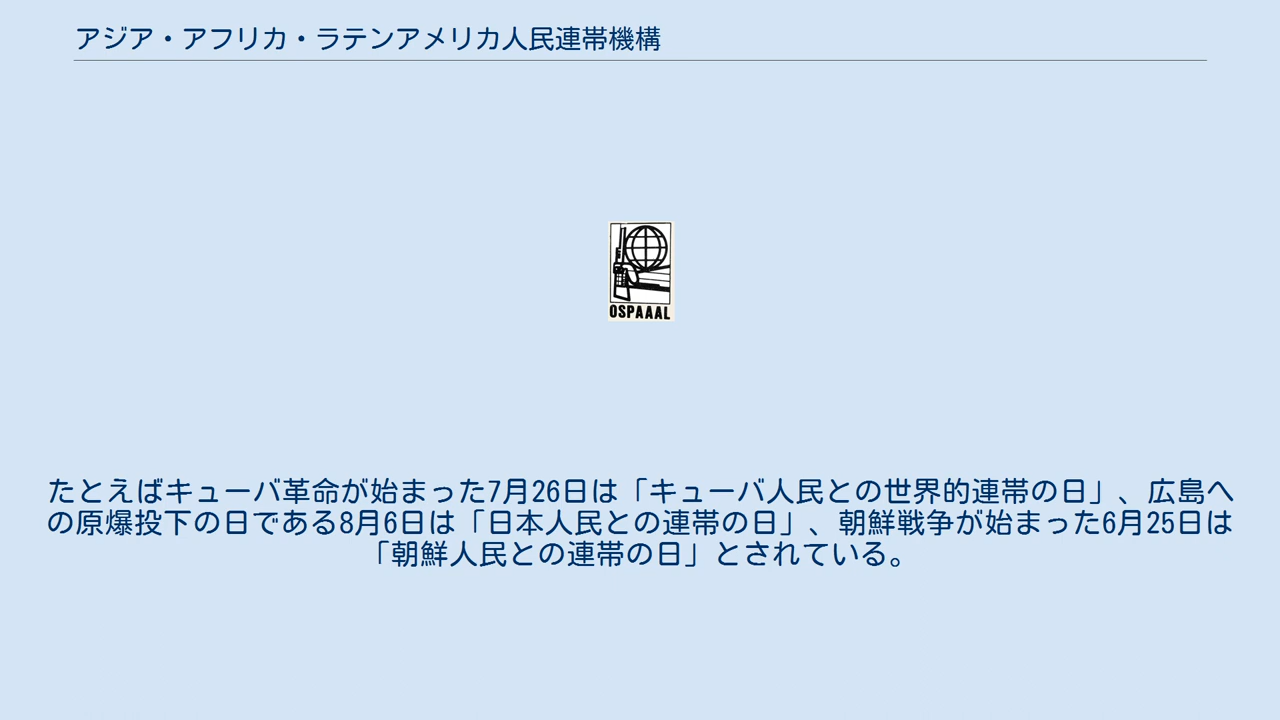 アジア・アフリカ・ラテンアメリカ人民連帯機構
OSPAAAL
たとえばキューバ革命が始まった7月26日は「キューバ人民との世界的連帯の日」、広島へ
の原爆投下の日である8月6日は「日本人民との連帯の日」、朝鮮戦争が始まった6月25日は
「朝鮮人民との連帯の日」とされている。